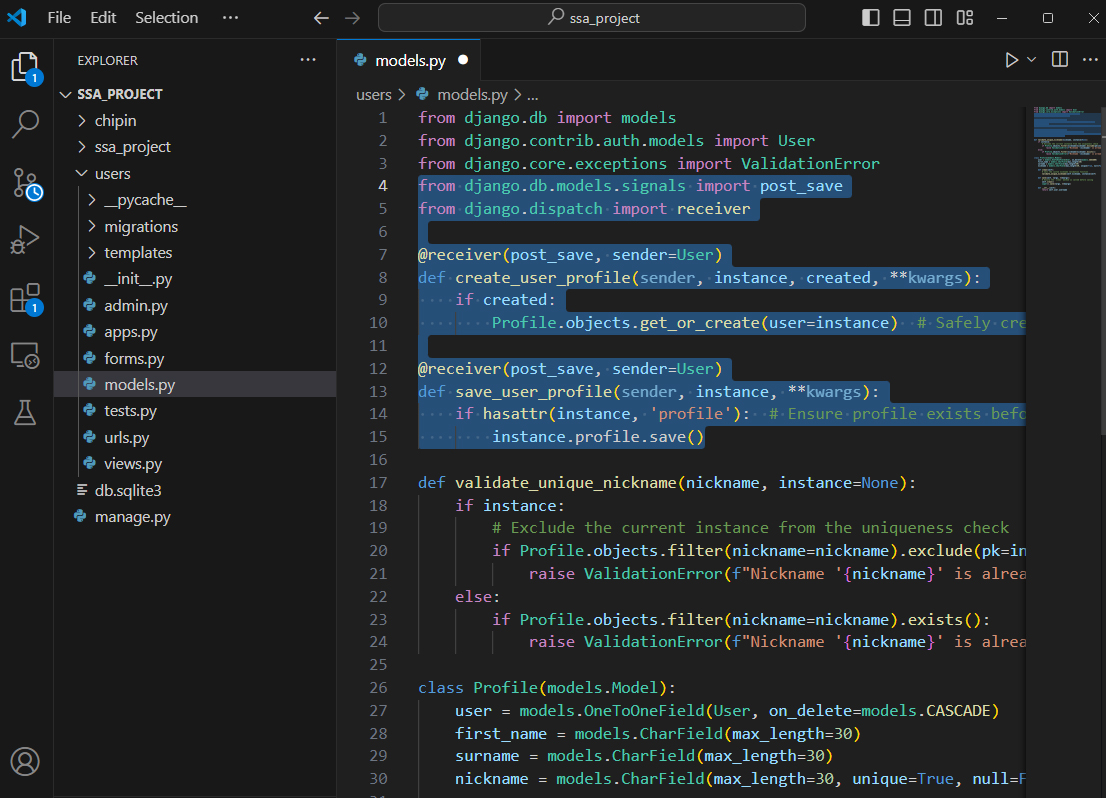 File Edit Selection ··· ssa_project
EXPLORER ···
SSA_PROJECT
chipin
ssa_project
users
__pycache__
migrations
templates
__init__.py
admin.py
apps.py
forms.py
models.py
tests.py
urls.py
views.py
db.sqlite3
manage.py
1
1
models.py
users > models.py > ...
1 from django.db import models
2 from django.contrib.auth.models import User
3 from django.core.exceptions import ValidationError
4 from django.db.models.signals import post_save
5 from django.dispatch import receiver
6
7 @receiver(post_save, sender=User)
8 def create_user_profile(sender, instance, created, **kwargs):
9     if created:
10         Profile.objects.get_or_create(user=instance)  # Safely cre
11
12 @receiver(post_save, sender=User)
13 def save_user_profile(sender, instance, **kwargs):
14     if hasattr(instance, 'profile'):  # Ensure profile exists befo
15         instance.profile.save()
16
17 def validate_unique_nickname(nickname, instance=None):
18     if instance:
19         # Exclude the current instance from the uniqueness check
20         if Profile.objects.filter(nickname=nickname).exclude(pk=in
21             raise ValidationError(f"Nickname '{nickname}' is alrea
22     else:
23         if Profile.objects.filter(nickname=nickname).exists():
24             raise ValidationError(f"Nickname '{nickname}' is alrea
25
26 class Profile(models.Model):
27     user = models.OneToOneField(User, on_delete=models.CASCADE)
28     first_name = models.CharField(max_length=30)
29     surname = models.CharField(max_length=30)
30     nickname = models.CharField(max_length=30, unique=True, null=F